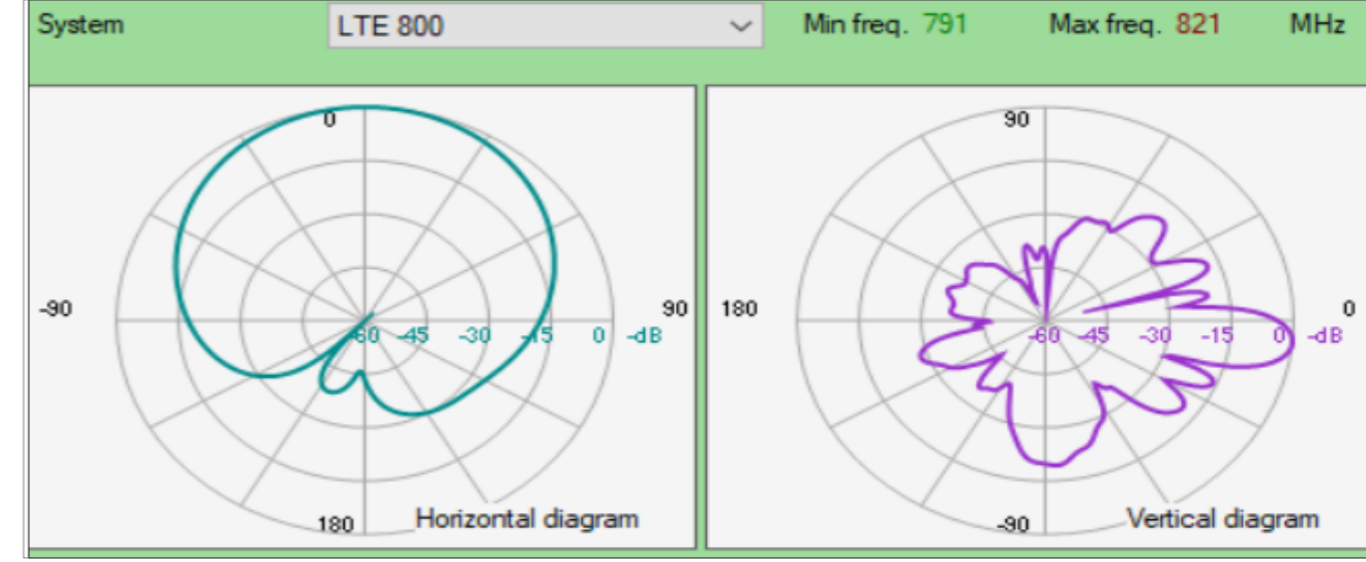 System LTE 800 Min freq. 791 Max freq. 821 MHz
0
-90 90
-60 -45 -30 -15 0 -dB
180 Horizontal diagram
90
180 0
-60 -45 -30 -15 0 -dB
-90 Vertical diagram